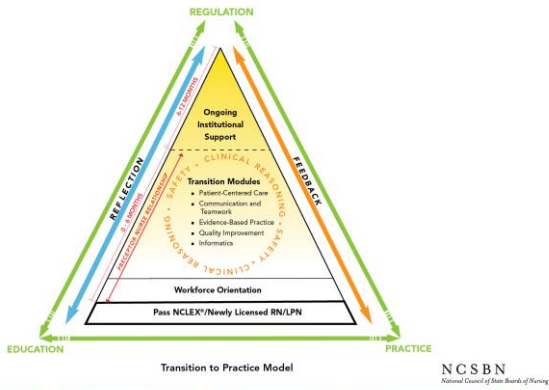 REGULATION
6-12 MONTHS
Ongoing
Institutional
Support
REFLECTION
FEEDBACK
0 - 6 MONTHS
PRECEPTOR NURSE RELATIONSHIP
SAFETY • CLINICAL REASONING • SAFETY • CLINICAL REASONING •
Transition Modules
▪ Patient-Centered Care
▪ Communication and
Teamwork
▪ Evidence-Based Practice
▪ Quality Improvement
▪ Informatics
Workforce Orientation
Pass NCLEX®/Newly Licensed RN/LPN
EDUCATION
PRACTICE
Transition to Practice Model
NCSBN
National Council of State Boards of Nursing